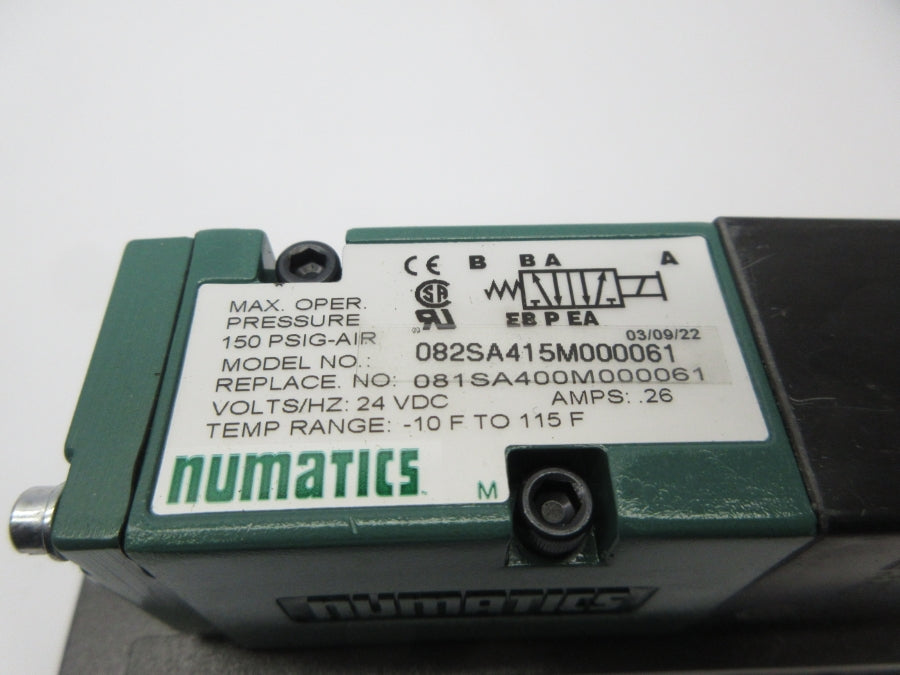 CE B B A A
SA
EB P EA
MAX. OPER.
PRESSURE
150 PSIG-AIR
03/09/22
MODEL NO.: 082SA415M000061
REPLACE. NO: 081SA400M000061
VOLTS/HZ: 24 VDC AMPS: .26
TEMP RANGE: -10 F TO 115 F
numatics M
NUMATICS